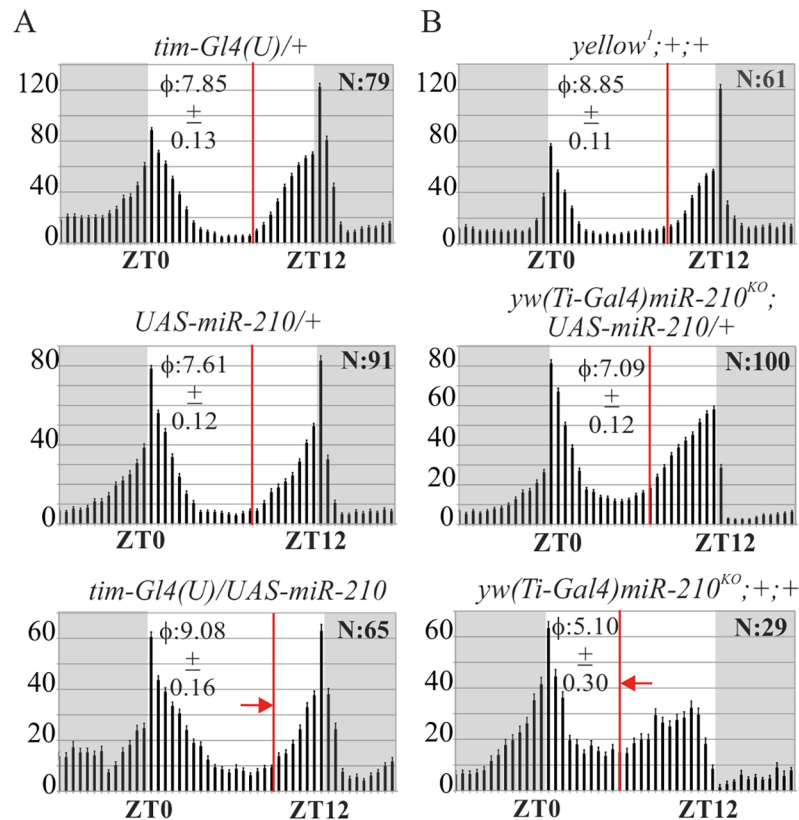 A
tim-Gl4(U)/+
120
80
40
0
ϕ:7.85
±
0.13
N:79
ZT0 ZT12
UAS-miR-210/+
80
40
0
ϕ:7.61
±
0.12
N:91
ZT0 ZT12
tim-Gl4(U)/UAS-miR-210
60
40
20
0
ϕ:9.08
±
0.16
N:65
ZT0 ZT12
B
yellow¹;+;+
120
80
40
0
ϕ:8.85
±
0.11
N:61
ZT0 ZT12
yw(Ti-Gal4)miR-210ᴷᴼ;
UAS-miR-210/+
80
60
40
20
0
ϕ:7.09
±
0.12
N:100
ZT0 ZT12
yw(Ti-Gal4)miR-210ᴷᴼ;+;+
60
40
20
0
ϕ:5.10
±
0.30
N:29
ZT0 ZT12